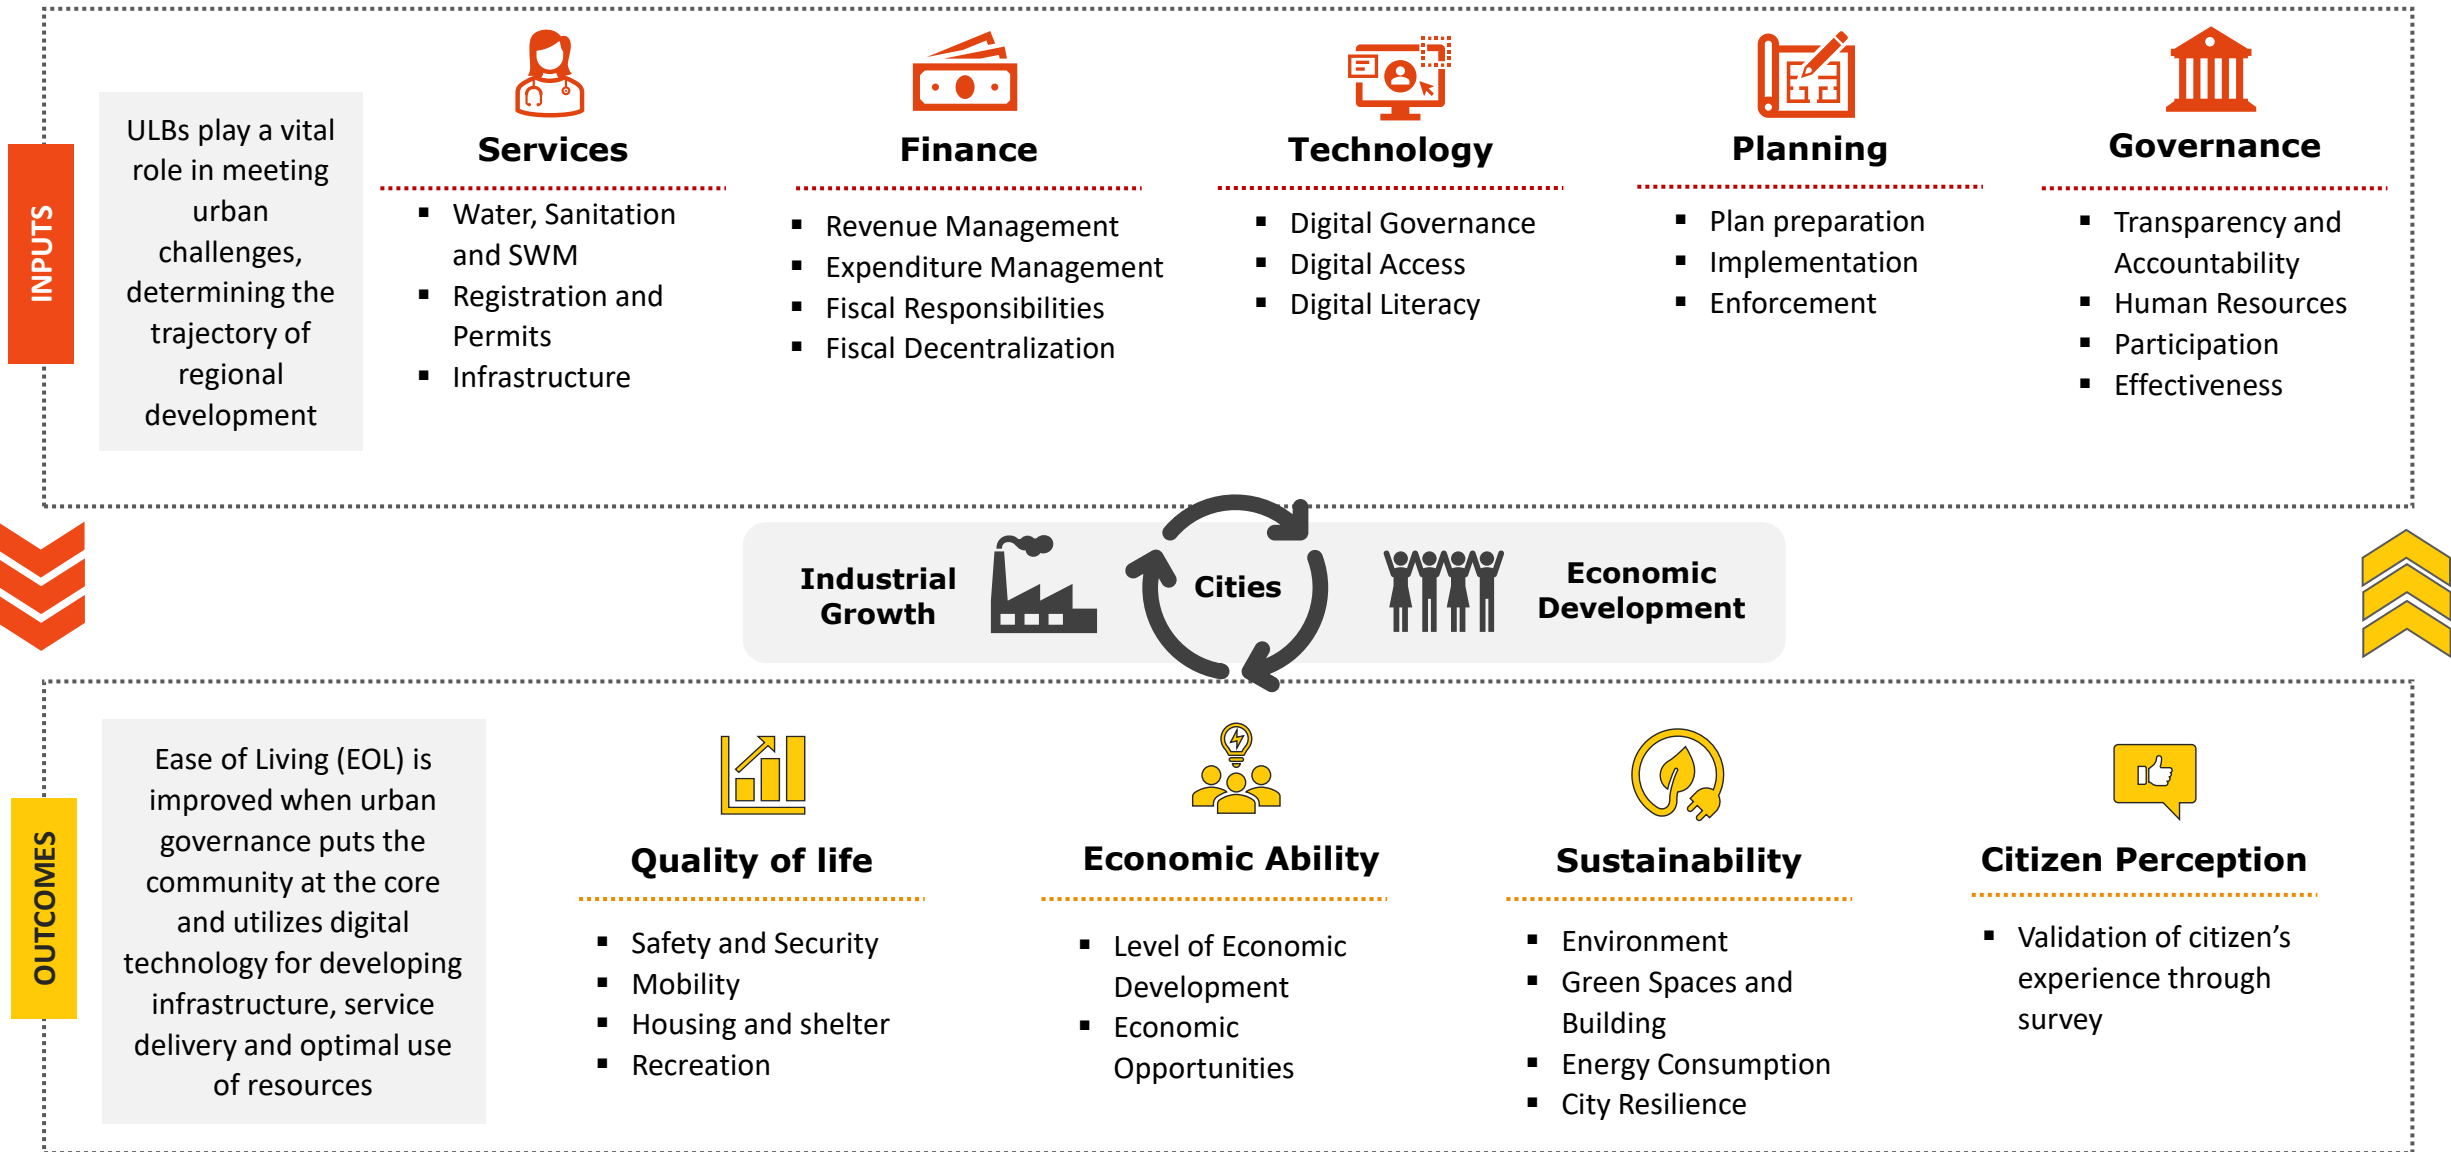 INPUTS
ULBs play a vital
role in meeting
urban
challenges,
determining the
trajectory of
regional
development
Services
▪ Water, Sanitation
and SWM
▪ Registration and
Permits
▪ Infrastructure
Finance
▪ Revenue Management
▪ Expenditure Management
▪ Fiscal Responsibilities
▪ Fiscal Decentralization
Technology
▪ Digital Governance
▪ Digital Access
▪ Digital Literacy
Planning
▪ Plan preparation
▪ Implementation
▪ Enforcement
Governance
▪ Transparency and
Accountability
▪ Human Resources
▪ Participation
▪ Effectiveness
Industrial
Growth
Cities
Economic
Development
OUTCOMES
Ease of Living (EOL) is
improved when urban
governance puts the
community at the core
and utilizes digital
technology for developing
infrastructure, service
delivery and optimal use
of resources
Quality of life
▪ Safety and Security
▪ Mobility
▪ Housing and shelter
▪ Recreation
Economic Ability
▪ Level of Economic
Development
▪ Economic
Opportunities
Sustainability
▪ Environment
▪ Green Spaces and
Building
▪ Energy Consumption
▪ City Resilience
Citizen Perception
▪ Validation of citizen’s
experience through
survey